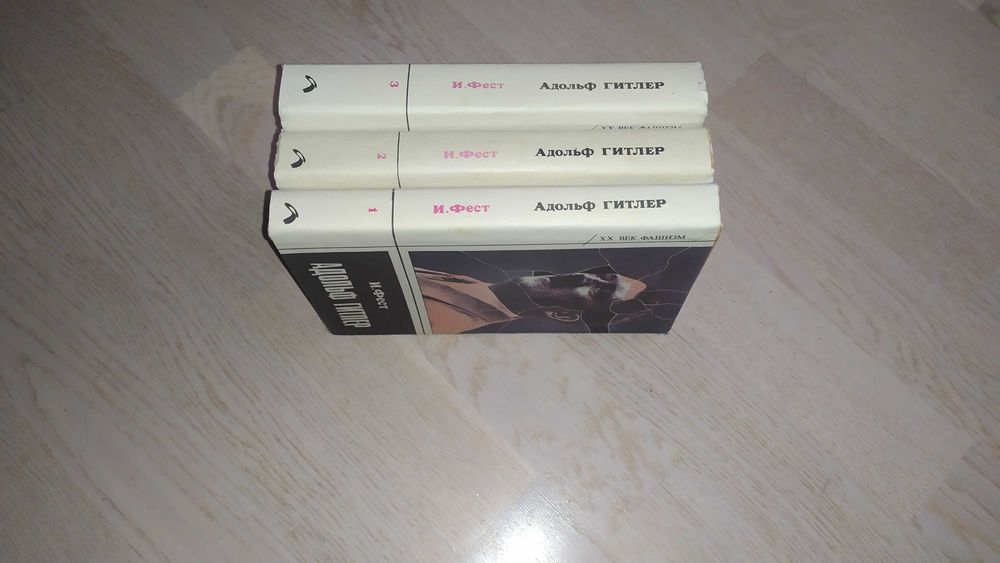 3 И.Фест Адольф ГИТЛЕР
XX ВЕК.ФАШИЗМ
2 И.Фест Адольф ГИТЛЕР
1 И.Фест Адольф ГИТЛЕР
XX ВЕК.ФАШИЗМ
И.Фест
Адольф ГИТЛЕР